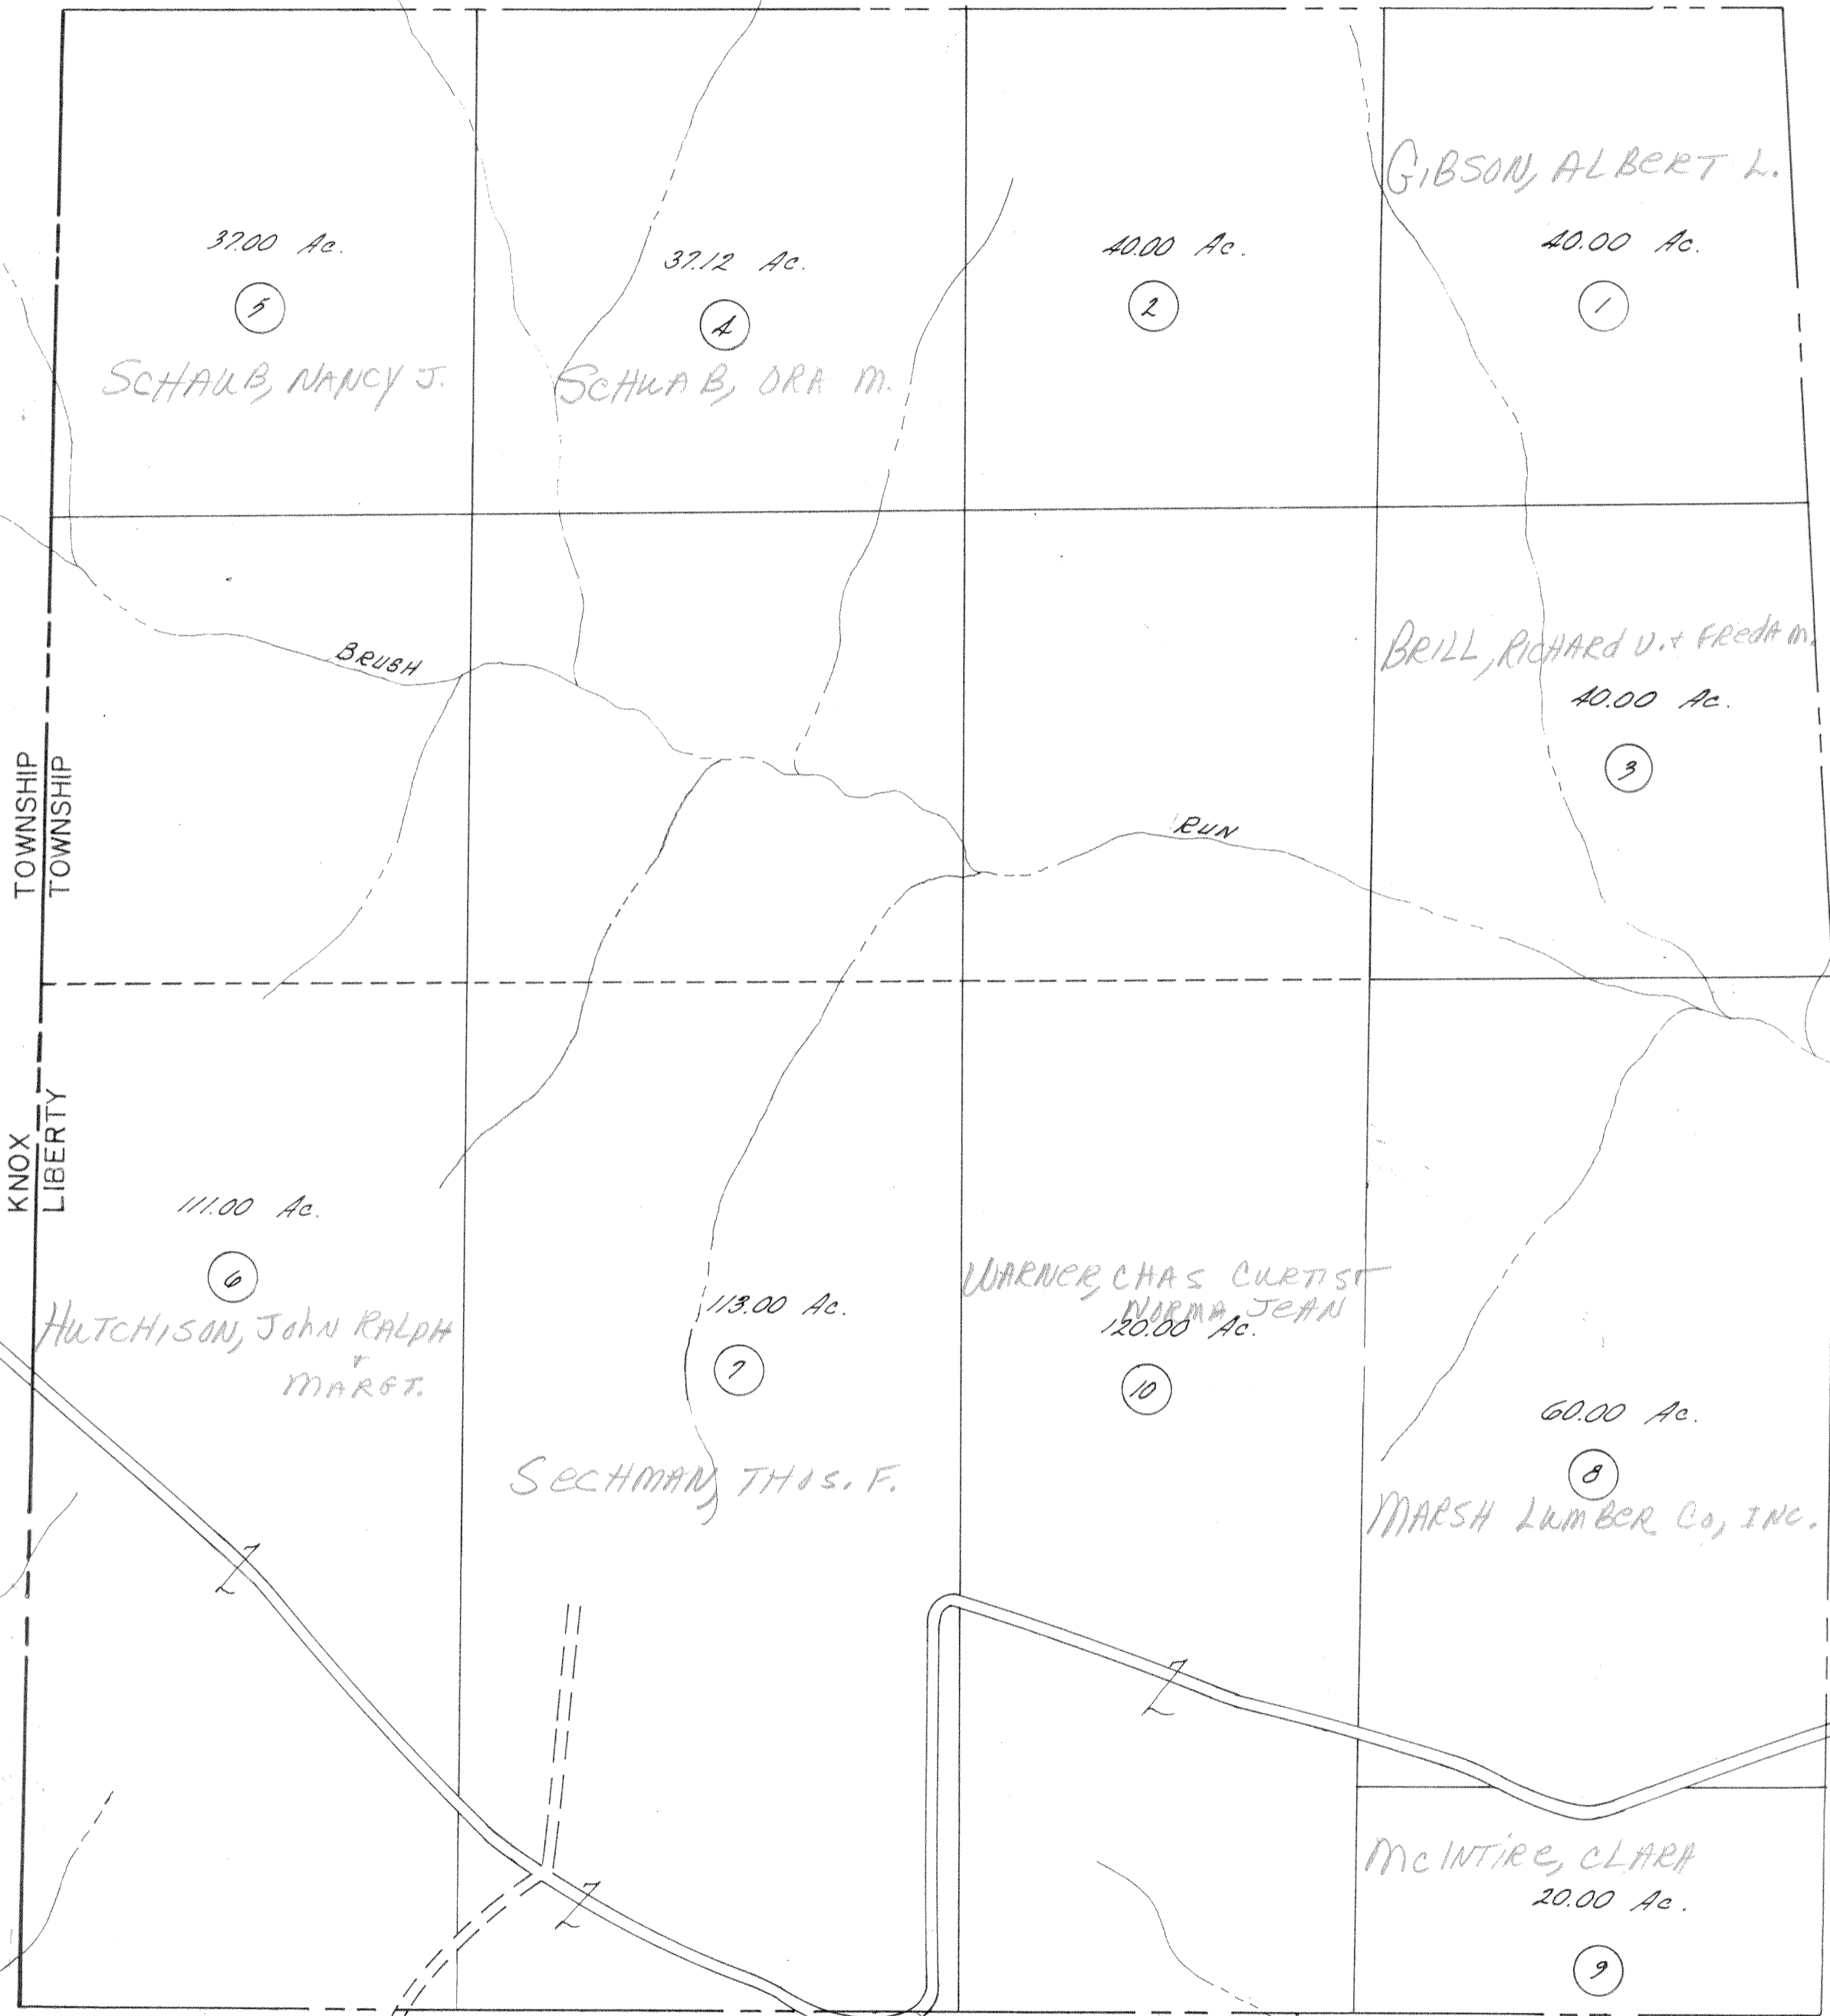 GIBSON, ALBERT L.
37.00 Ac.
37.12 Ac.
40.00 Ac.
40.00 Ac.
5
4
2
1
SCHAUB, NANCY J.
SCHUAB, ORA M.
BRUSH
BRILL, RICHARD V. & FREDA M.
40.00 Ac.
3
RUN
TOWNSHIP
TOWNSHIP
KNOX
LIBERTY
111.00 Ac.
6
HUTCHISON, JOHN RALPH
&
MARGT.
113.00 Ac.
7
SECHMAN, THOS. F.
WARNER, CHAS CURTIS &
NORMA JEAN
120.00 Ac.
10
60.00 Ac.
8
MARSH LUMBER CO, INC.
McINTIRE, CLARA
20.00 Ac.
9